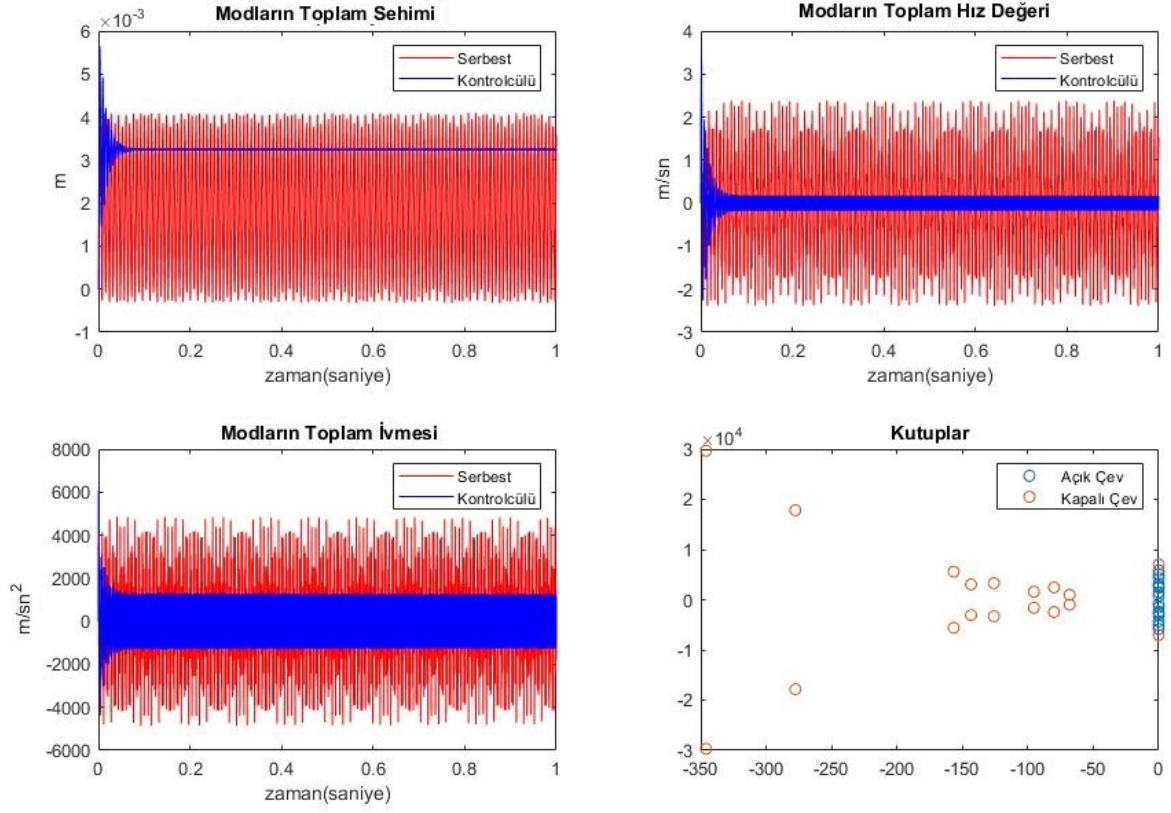 Modların Toplam Sehimi
×10⁻³
6
5
4
3
2
1
0
-1
m
0 0.2 0.4 0.6 0.8 1
zaman(saniye)
Serbest
Kontrolcülü
Modların Toplam Hız Değeri
4
3
2
1
0
-1
-2
-3
m/sn
0 0.2 0.4 0.6 0.8 1
zaman(saniye)
Serbest
Kontrolcülü
Modların Toplam İvmesi
8000
6000
4000
2000
0
-2000
-4000
-6000
m/sn²
0 0.2 0.4 0.6 0.8 1
zaman(saniye)
Serbest
Kontrolcülü
Kutuplar
×10⁴
3
2
1
0
-1
-2
-3
-350 -300 -250 -200 -150 -100 -50 0
Açık Çev
Kapalı Çev